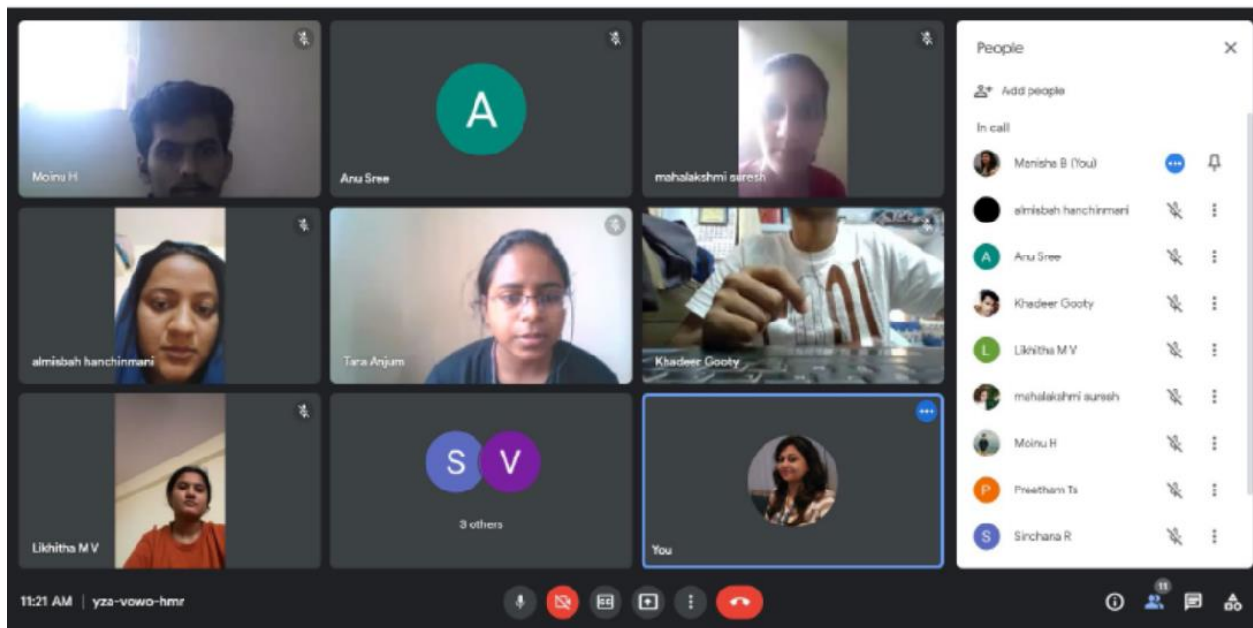 Moinu H
A
Anu Sree
mahalakshmi suresh
almisbah hanchinmani
Tara Anjum
Khadeer Gooty
Likhitha M V
S V
3 others
You
People
Add people
In call
Manisha B (You)
almisbah hanchinmani
A Anu Sree
Khadeer Gooty
L Likhitha M V
mahalakshmi suresh
Moinu H
P Preetham Ts
S Sinchana R
11:21 AM | yza-vowo-hmr
CC
11